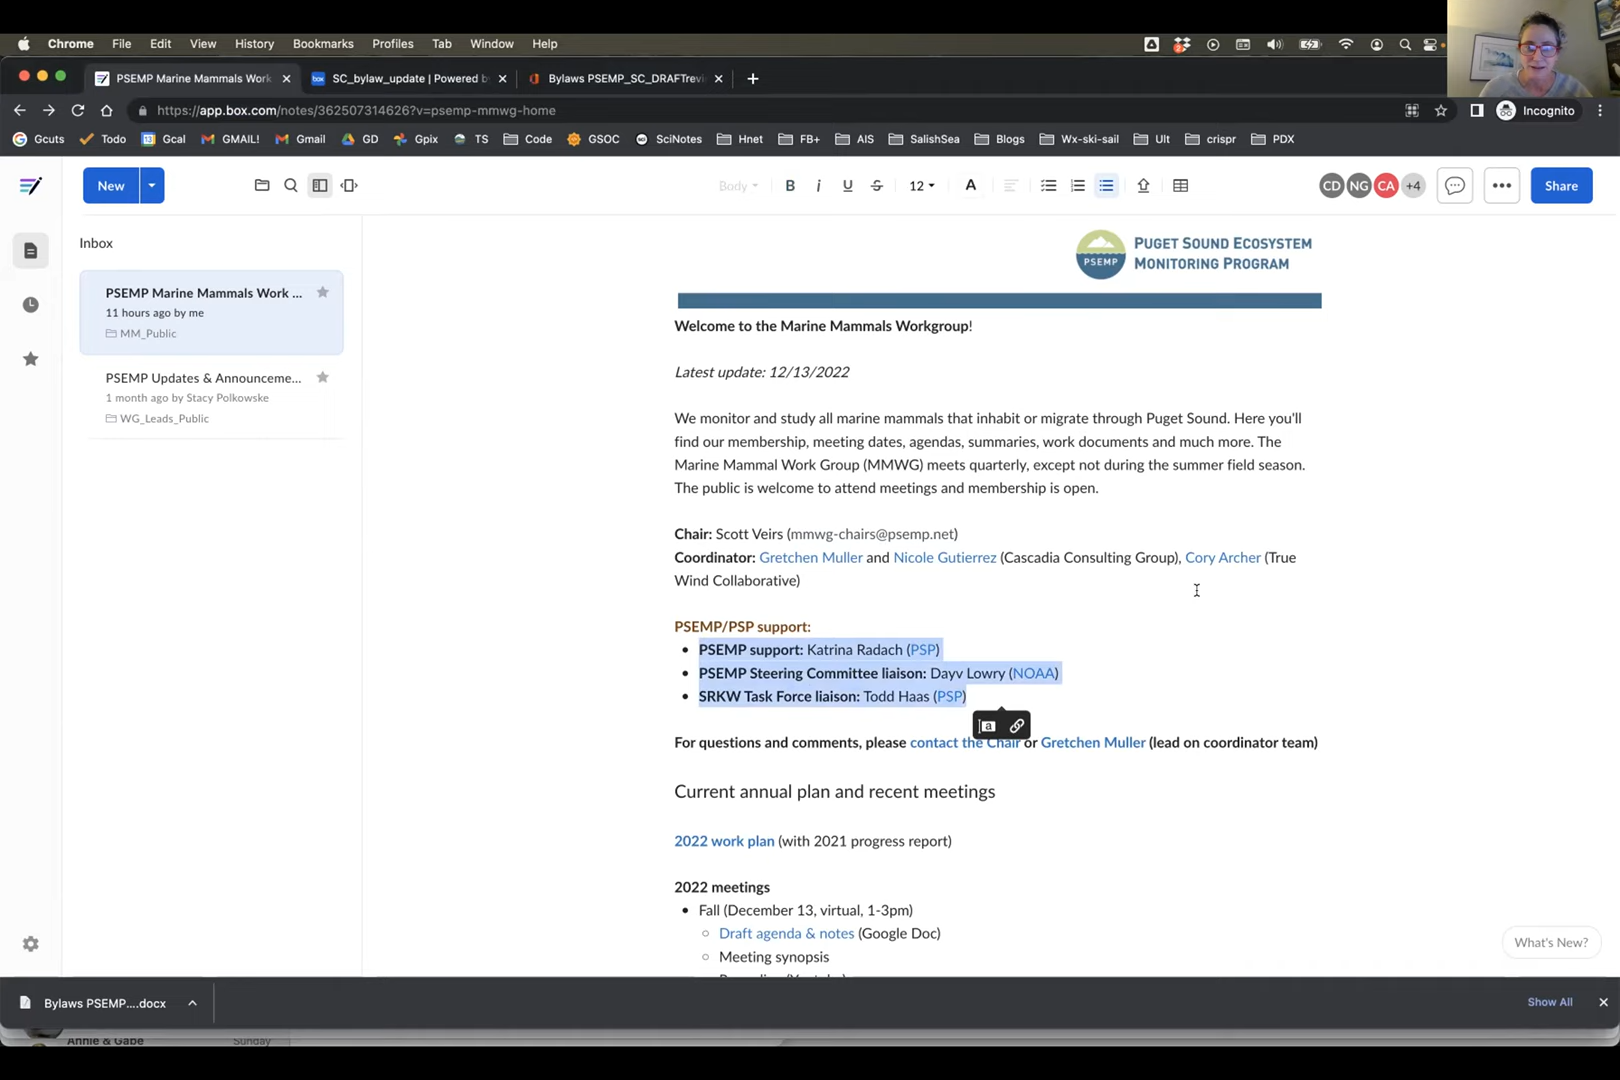 Chrome File Edit View History Bookmarks Profiles Tab Window Help
PSEMP Marine Mammals Work
SC_bylaw_update | Powered by
Bylaws PSEMP_SC_DRAFTrevi
https://app.box.com/notes/362507314626?v=psemp-mmwg-home
Incognito
Gcuts Todo Gcal GMAIL! Gmail GD Gpix TS Code GSOC SciNotes Hnet FB+ AIS SalishSea Blogs Wx-ski-sail Ult crispr PDX
New
Body
B i U S 12 A
CD NG CA +4
Share
Inbox
PSEMP Marine Mammals Work ...
11 hours ago by me
MM_Public
PSEMP Updates & Announceme...
1 month ago by Stacy Polkowske
WG_Leads_Public
PSEMP
PUGET SOUND ECOSYSTEM
MONITORING PROGRAM
Welcome to the Marine Mammals Workgroup!
Latest update: 12/13/2022
We monitor and study all marine mammals that inhabit or migrate through Puget Sound. Here you'll
find our membership, meeting dates, agendas, summaries, work documents and much more. The
Marine Mammal Work Group (MMWG) meets quarterly, except not during the summer field season.
The public is welcome to attend meetings and membership is open.
Chair: Scott Veirs (mmwg-chairs@psemp.net)
Coordinator: Gretchen Muller and Nicole Gutierrez (Cascadia Consulting Group), Cory Archer (True
Wind Collaborative)
PSEMP/PSP support:
• PSEMP support: Katrina Radach (PSP)
• PSEMP Steering Committee liaison: Dayv Lowry (NOAA)
• SRKW Task Force liaison: Todd Haas (PSP)
For questions and comments, please contact the Chair or Gretchen Muller (lead on coordinator team)
Current annual plan and recent meetings
2022 work plan (with 2021 progress report)
2022 meetings
• Fall (December 13, virtual, 1-3pm)
○ Draft agenda & notes (Google Doc)
○ Meeting synopsis
What's New?
Bylaws PSEMP....docx
Show All
Annie & Gabe
Sunday